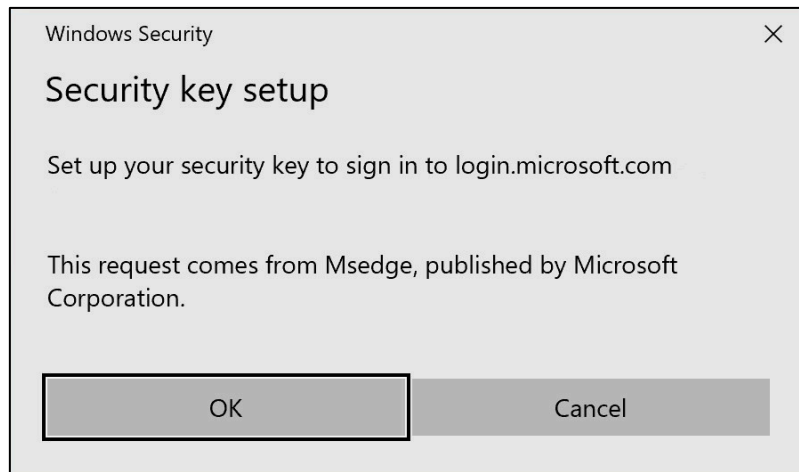 Windows Security
Security key setup
Set up your security key to sign in to login.microsoft.com
This request comes from Msedge, published by Microsoft
Corporation.
OK
Cancel